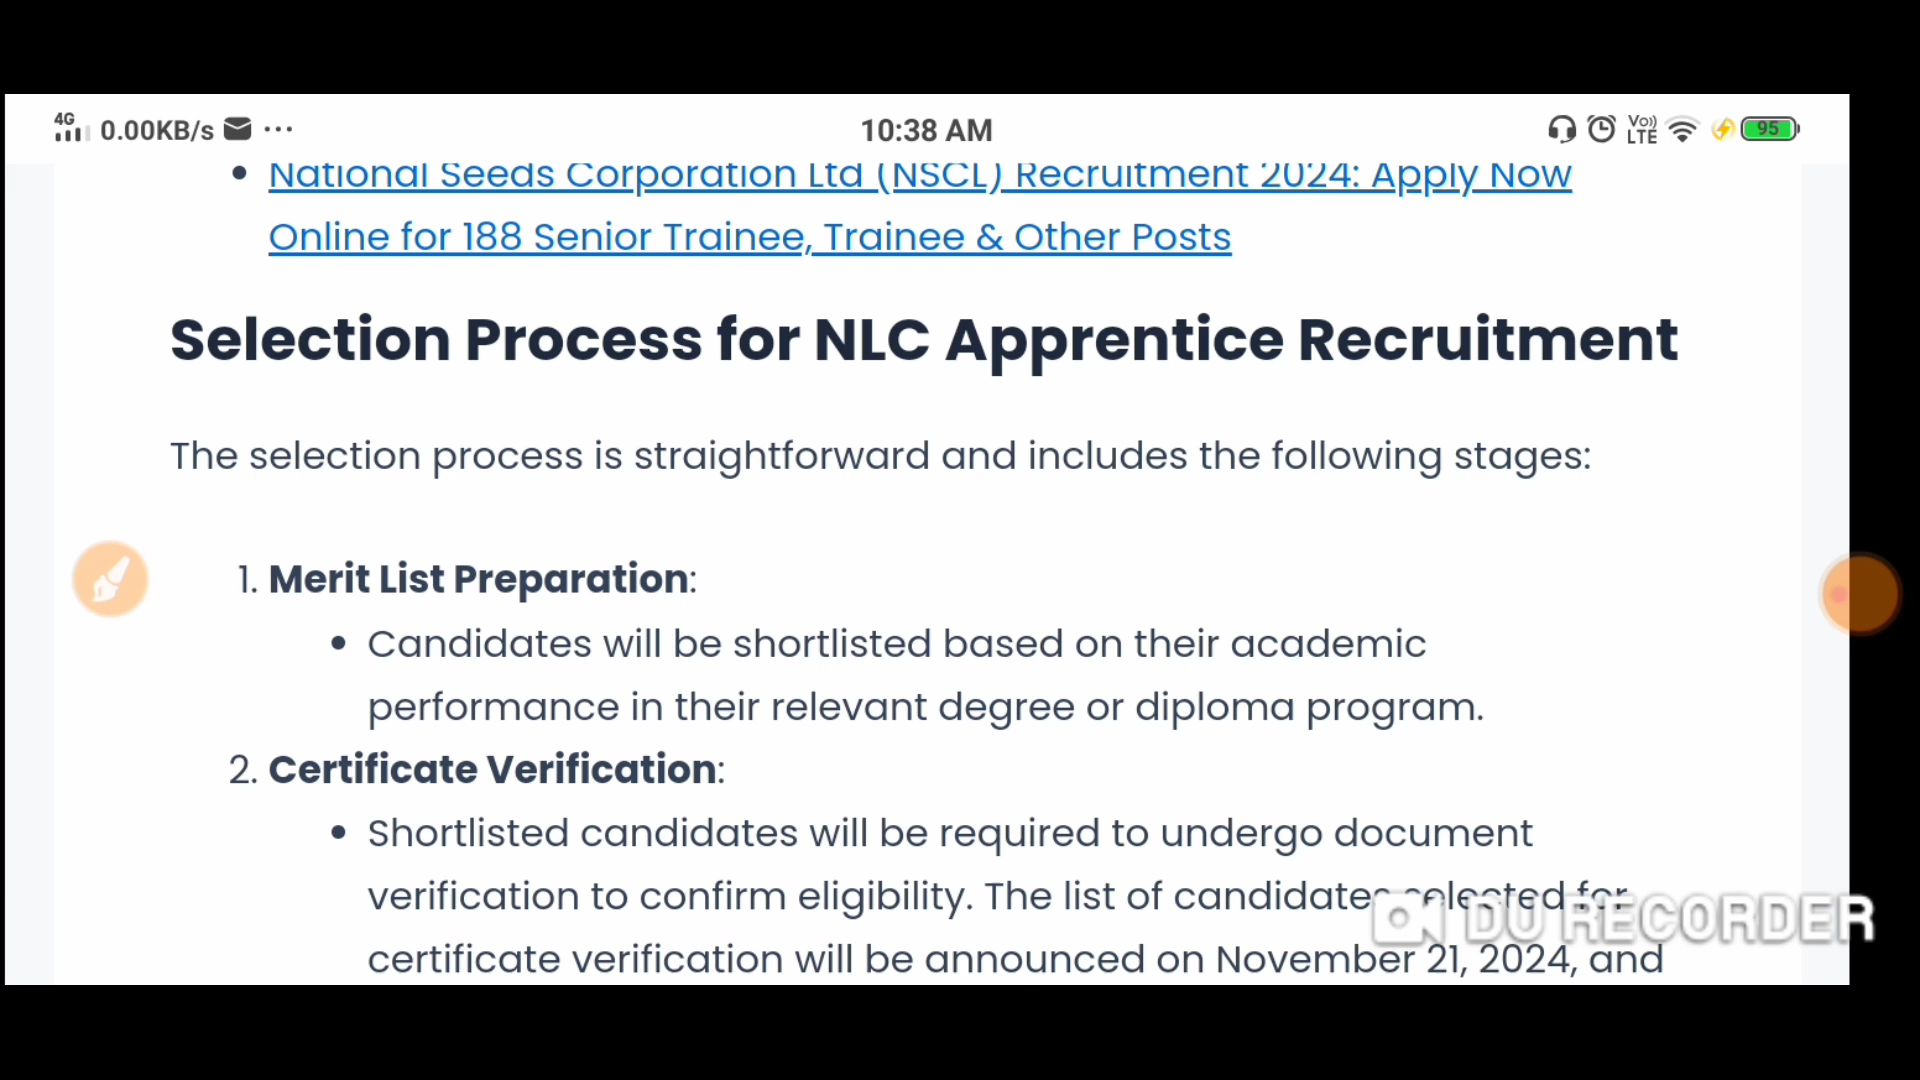 4G 0.00KB/s ... 10:38 AM Vo)) LTE 95
• National Seeds Corporation Ltd (NSCL) Recruitment 2024: Apply Now
Online for 188 Senior Trainee, Trainee & Other Posts
Selection Process for NLC Apprentice Recruitment
The selection process is straightforward and includes the following stages:
1. Merit List Preparation:
• Candidates will be shortlisted based on their academic
performance in their relevant degree or diploma program.
2. Certificate Verification:
• Shortlisted candidates will be required to undergo document
verification to confirm eligibility. The list of candidates selected for
certificate verification will be announced on November 21, 2024, and
DU RECORDER